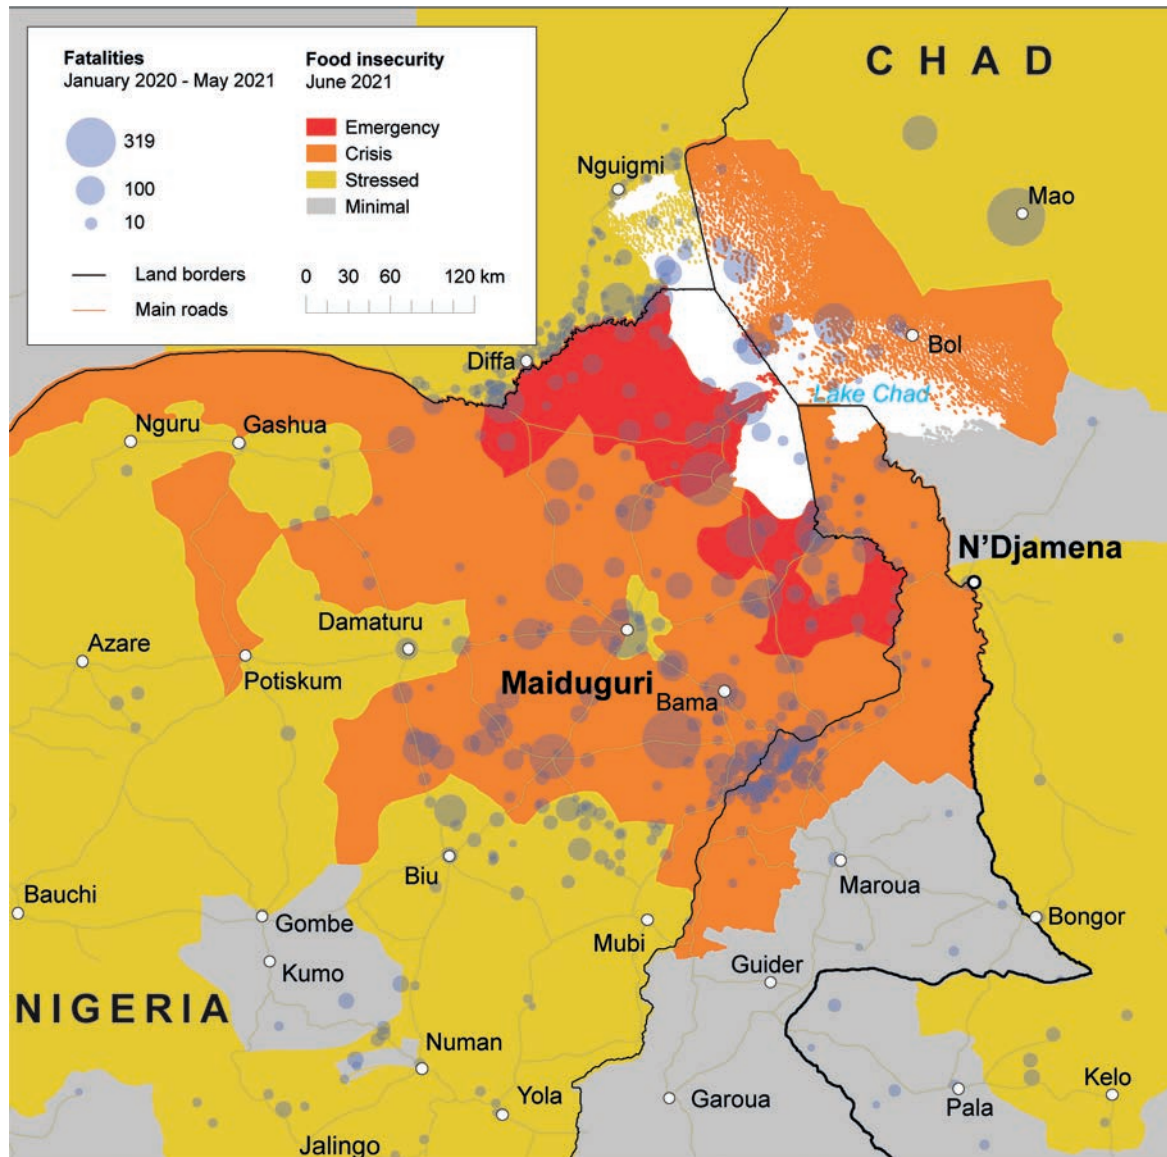 Fatalities
January 2020 - May 2021
319
100
10
Land borders
Main roads
Food insecurity
June 2021
Emergency
Crisis
Stressed
Minimal
0 30 60 120 km
CHAD
Nguigmi
Mao
Bol
Diffa
Lake Chad
Nguru
Gashua
N'Djamena
Damaturu
Azare
Potiskum
Maiduguri
Bama
Biu
Maroua
Bauchi
Gombe
Mubi
Bongor
Kumo
Guider
NIGERIA
Numan
Kelo
Yola
Garoua
Pala
Jalingo